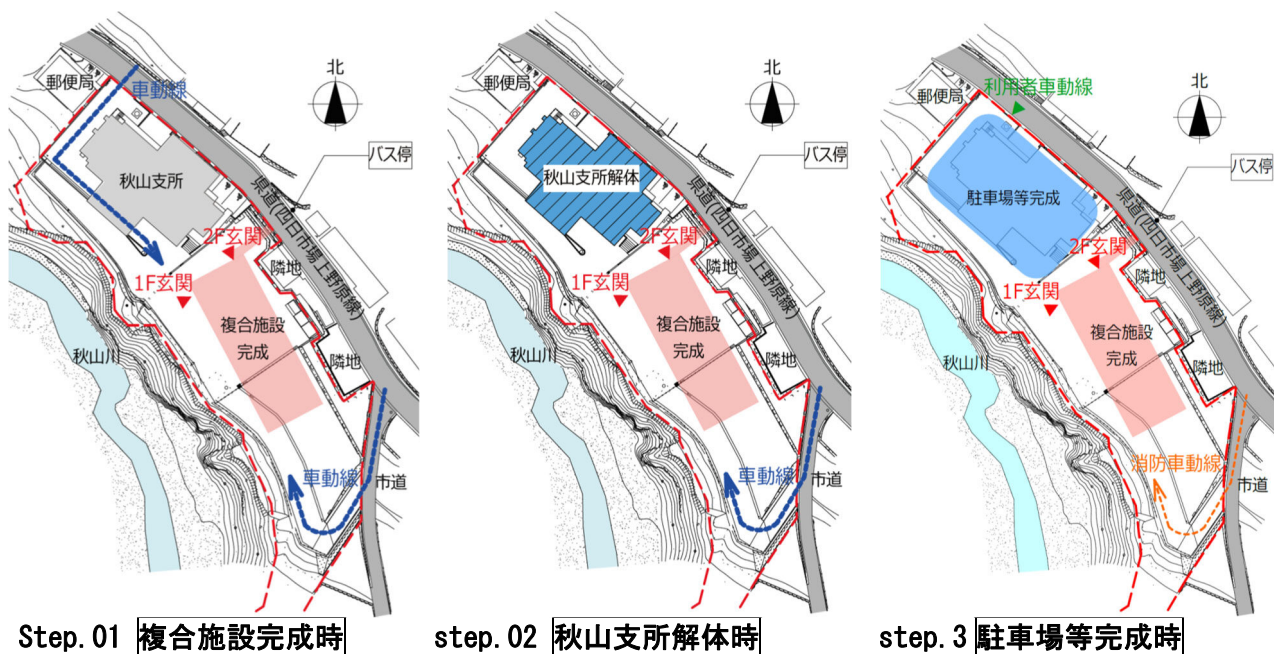 郵便局
車動線
北
バス停
秋山支所
県道(四日市場上野原線)
2F玄関
隣地
1F玄関
複合施設
完成
隣地
秋山川
車動線
市道
Step.01 複合施設完成時
郵便局
北
バス停
秋山支所解体
県道(四日市場上野原線)
2F玄関
隣地
1F玄関
複合施設
完成
隣地
秋山川
車動線
市道
step.02 秋山支所解体時
郵便局
利用者車動線
北
バス停
駐車場等完成
県道(四日市場上野原線)
2F玄関
隣地
1F玄関
複合施設
完成
隣地
秋山川
消防車動線
市道
step.3 駐車場等完成時